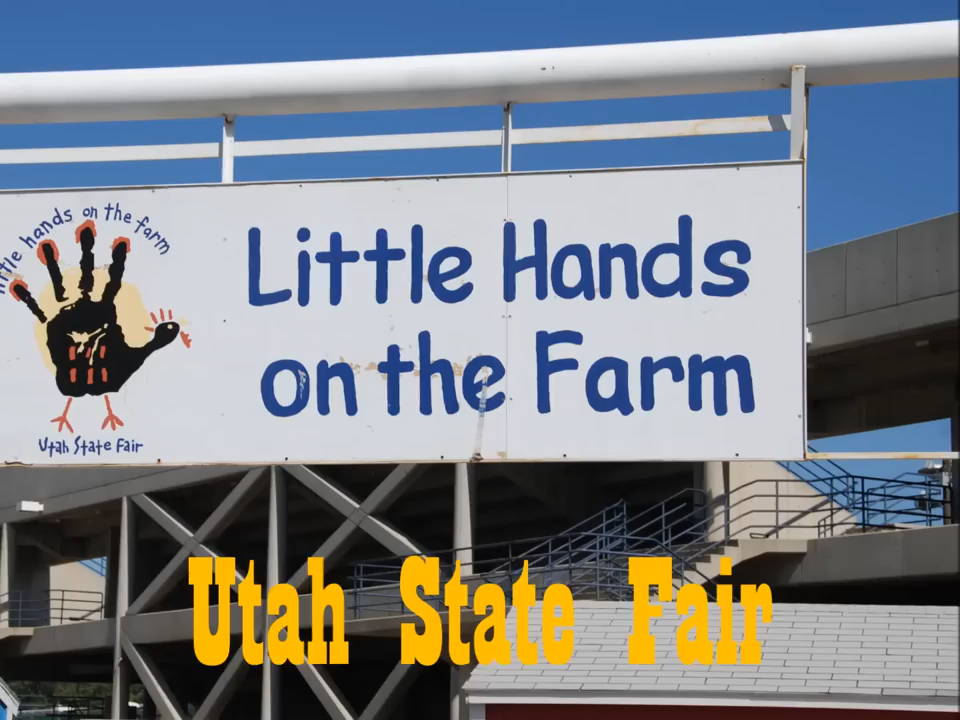 little hands on the farm
Utah State Fair
Little Hands
on the Farm
Utah State Fair